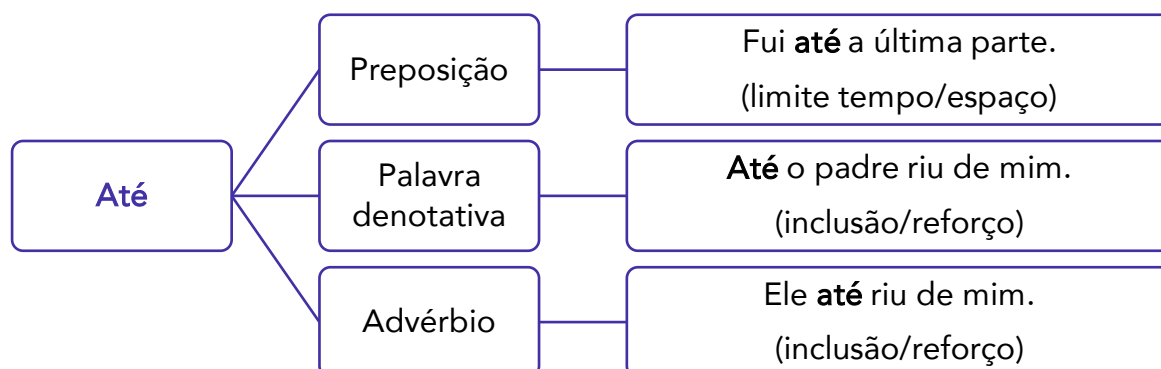 Até
Preposição
Fui até a última parte.
(limite tempo/espaço)
Palavra
denotativa
Até o padre riu de mim.
(inclusão/reforço)
Advérbio
Ele até riu de mim.
(inclusão/reforço)